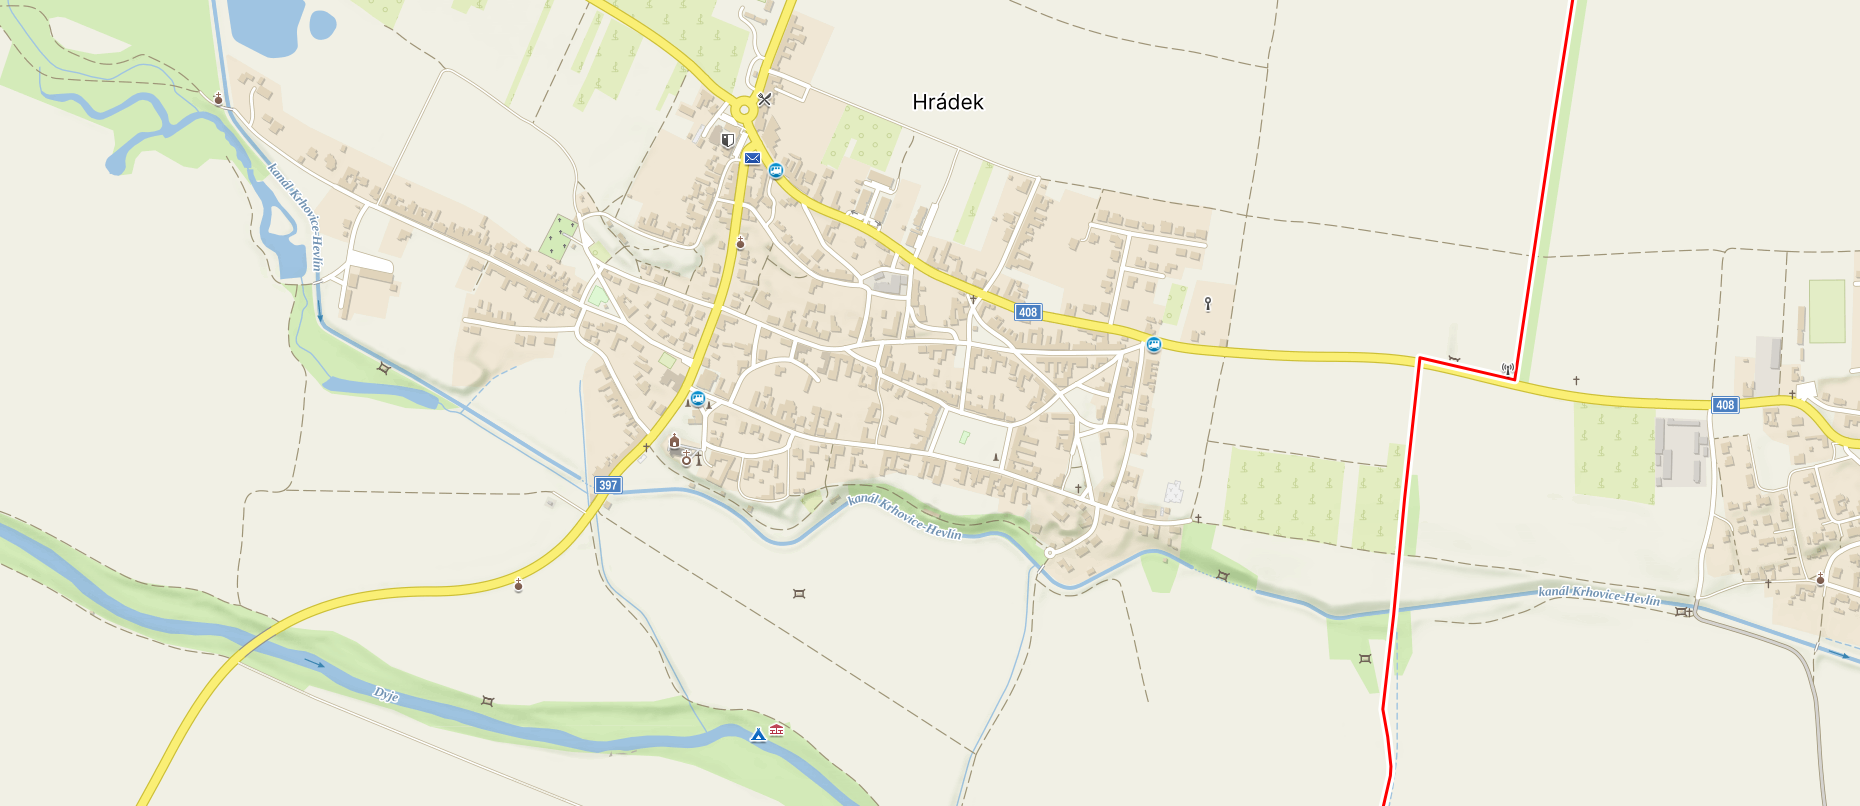 Hrádek
kanál Krhovice-Hevlín
408
408
397
kanál Krhovice-Hevlín
kanál Krhovice-Hevlín
Dyje